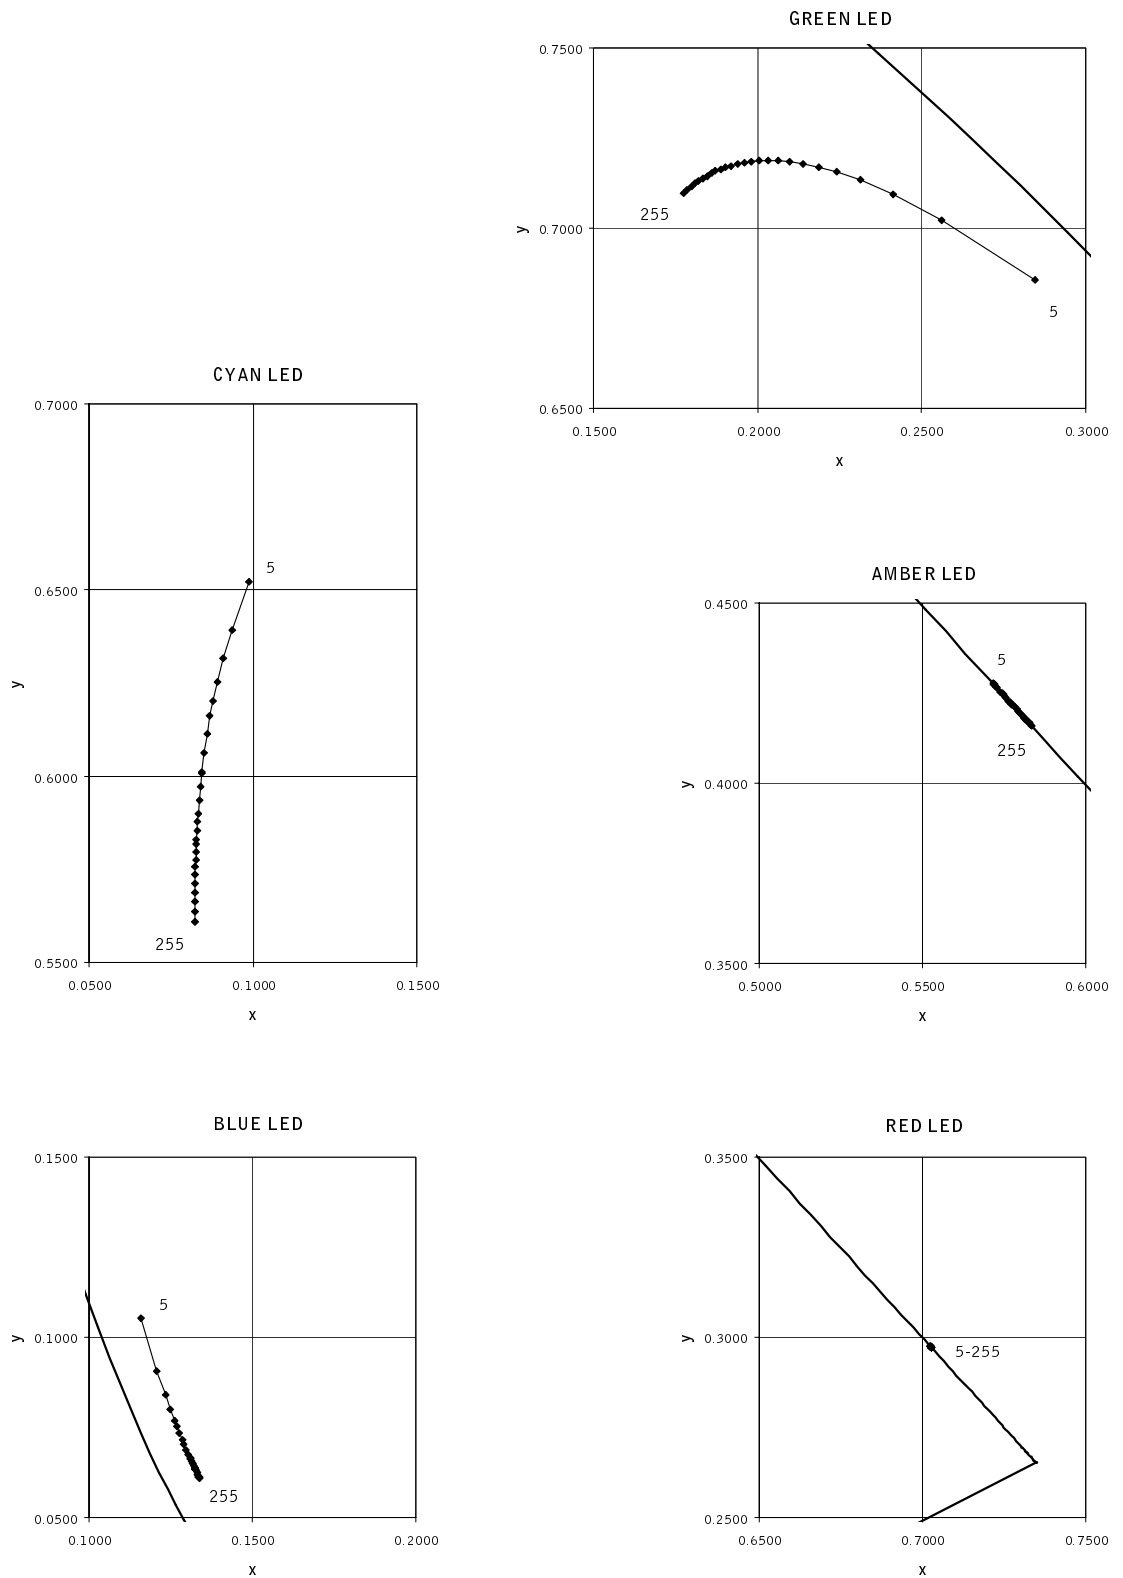 GREEN LED
0.7500
0.7000
0.6500
y
255
5
0.1500 0.2000 0.2500 0.3000
x
CYAN LED
0.7000
0.6500
0.6000
0.5500
y
5
255
0.0500 0.1000 0.1500
x
AMBER LED
0.4500
0.4000
0.3500
y
5
255
0.5000 0.5500 0.6000
x
BLUE LED
0.1500
0.1000
0.0500
y
5
255
0.1000 0.1500 0.2000
x
RED LED
0.3500
0.3000
0.2500
y
5-255
0.6500 0.7000 0.7500
x